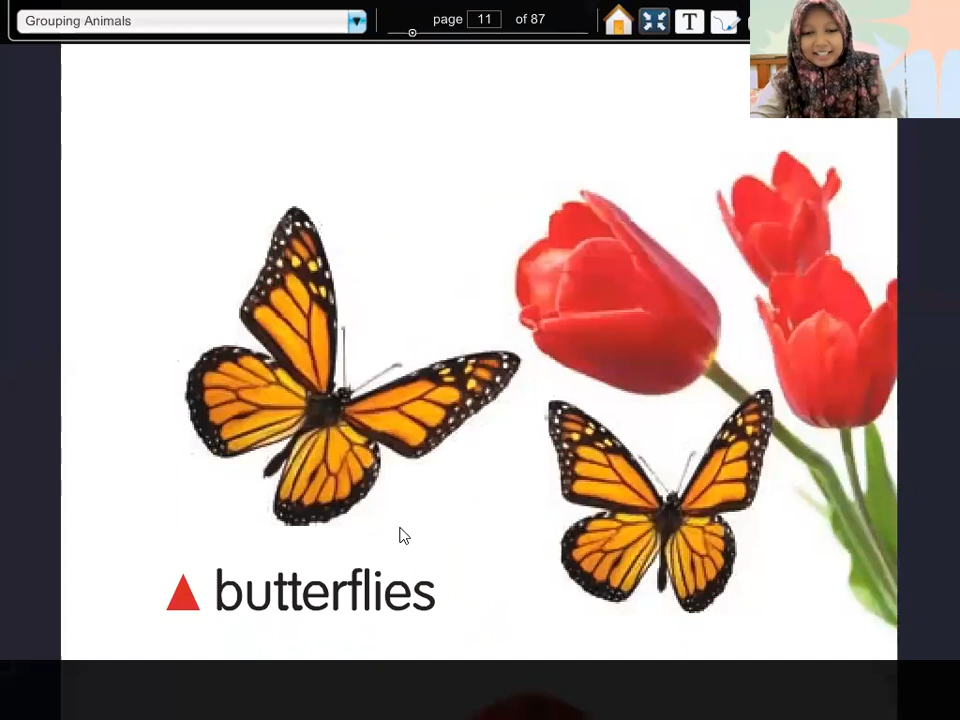 Grouping Animals
page 11 of 87
T
butterflies